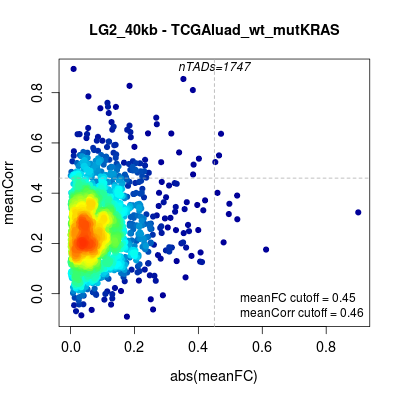 LG2_40kb - TCGAluad_wt_mutKRAS
nTADs=1747
meanCorr
0.8
0.6
0.4
0.2
0.0
meanFC cutoff = 0.45
meanCorr cutoff = 0.46
0.0 0.2 0.4 0.6 0.8
abs(meanFC)